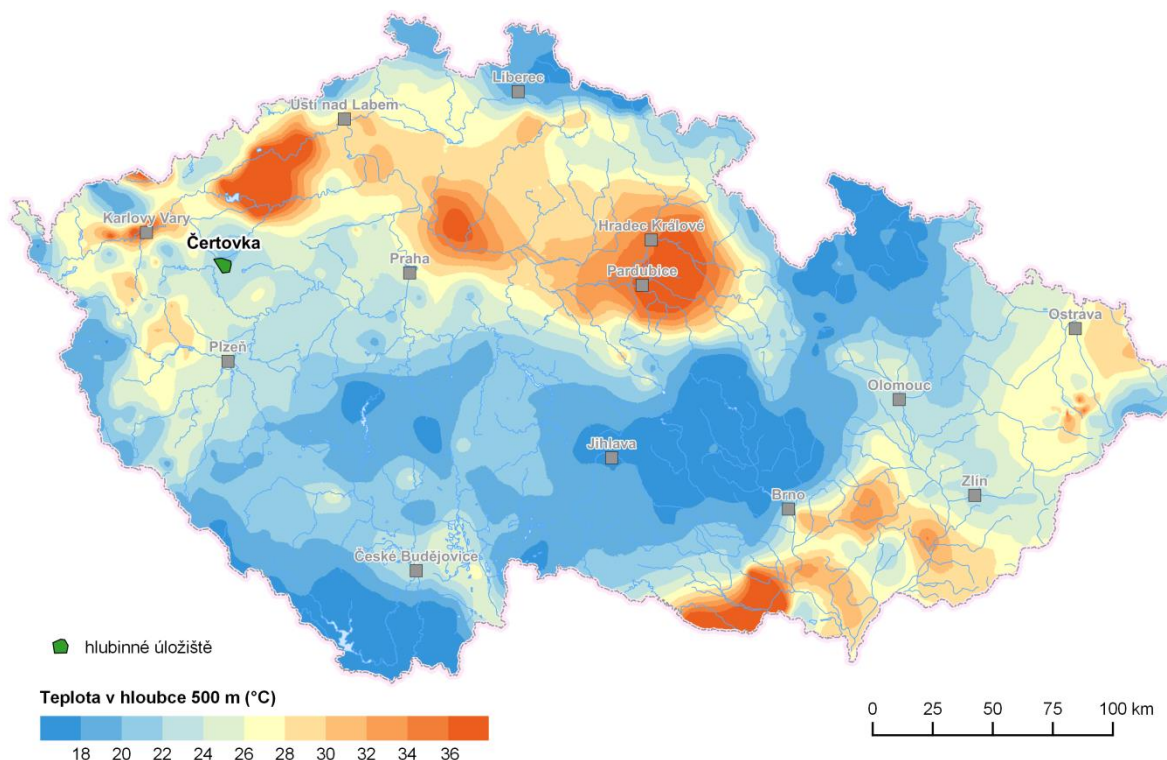 Liberec
Ústí nad Labem
Karlovy Vary
Čertovka
Praha
Hradec Králové
Pardubice
Ostrava
Plzeň
Olomouc
Jihlava
Zlín
Brno
České Budějovice
hlubinné úložiště
Teplota v hloubce 500 m (°C)
18 20 22 24 26 28 30 32 34 36
0 25 50 75 100 km